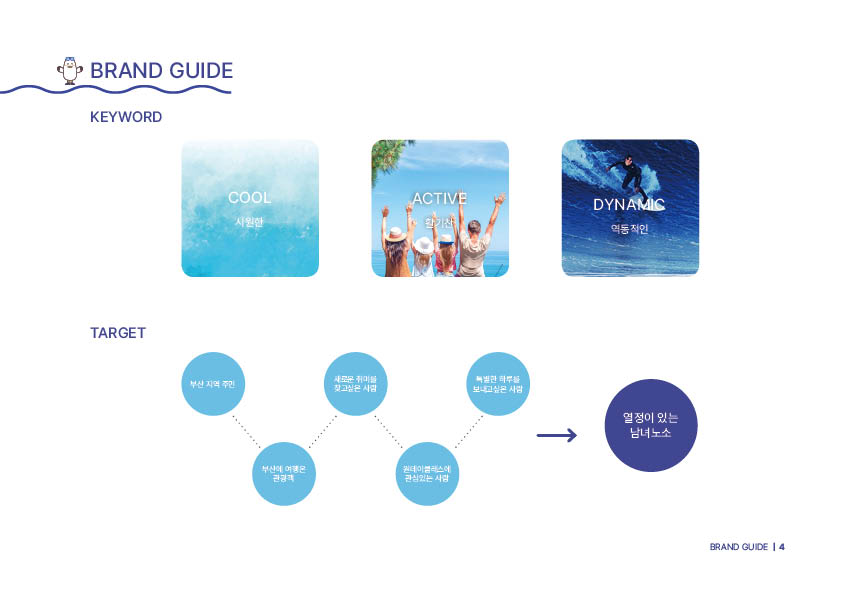 BRAND GUIDE
KEYWORD
COOL
시원한
ACTIVE
활기찬
DYNAMIC
역동적인
TARGET
부산 지역 주민
새로운 취미를
찾고싶은 사람
특별한 하루를
보내고싶은 사람
부산에 여행온
관광객
원데이클래스에
관심있는 사람
열정이 있는
남녀노소
BRAND GUIDE | 4